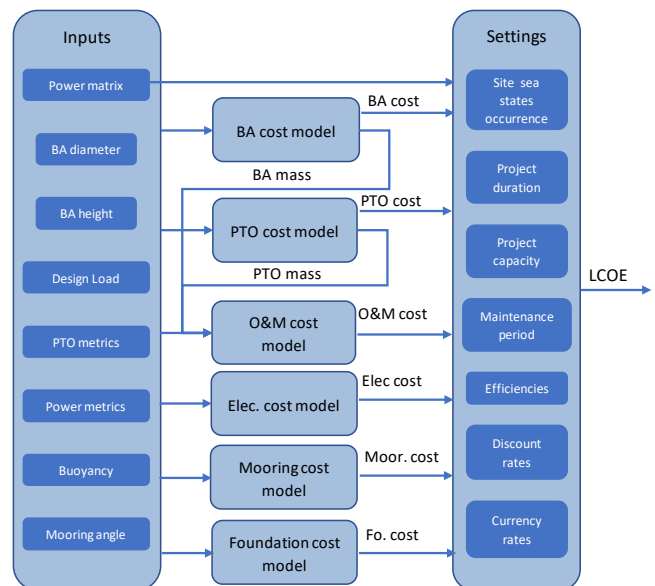 Inputs
Power matrix
BA diameter
BA height
Design Load
PTO metrics
Power metrics
Buoyancy
Mooring angle
BA cost model
BA mass
PTO cost model
PTO mass
O&M cost
model
Elec. cost model
Mooring cost
model
Foundation cost
model
BA cost
PTO cost
O&M cost
Elec cost
Moor. cost
Fo. cost
Settings
Site sea
states
occurrence
Project
duration
Project
capacity
Maintenance
period
Efficiencies
Discount
rates
Currency
rates
LCOE